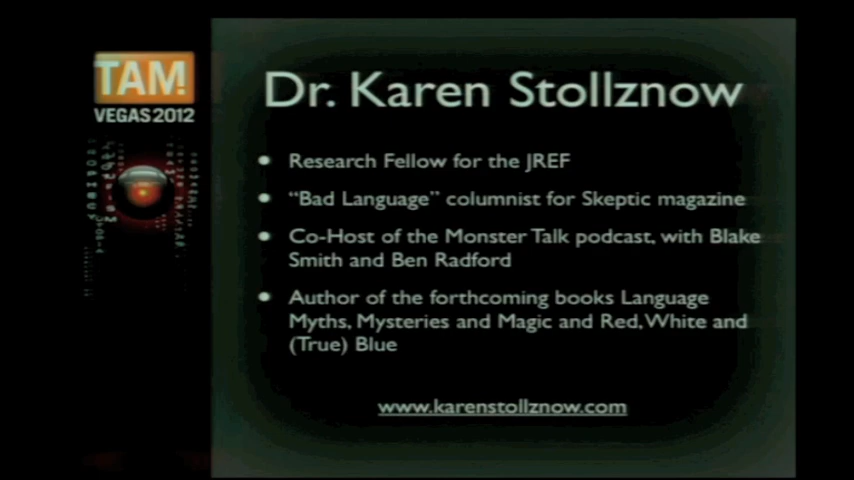 TAM!
VEGAS 2012
Dr. Karen Stollznow
• Research Fellow for the JREF
• “Bad Language” columnist for Skeptic magazine
• Co-Host of the Monster Talk podcast, with Blake
Smith and Ben Radford
• Author of the forthcoming books Language
Myths, Mysteries and Magic and Red, White and
(True) Blue
www.karenstollznow.com